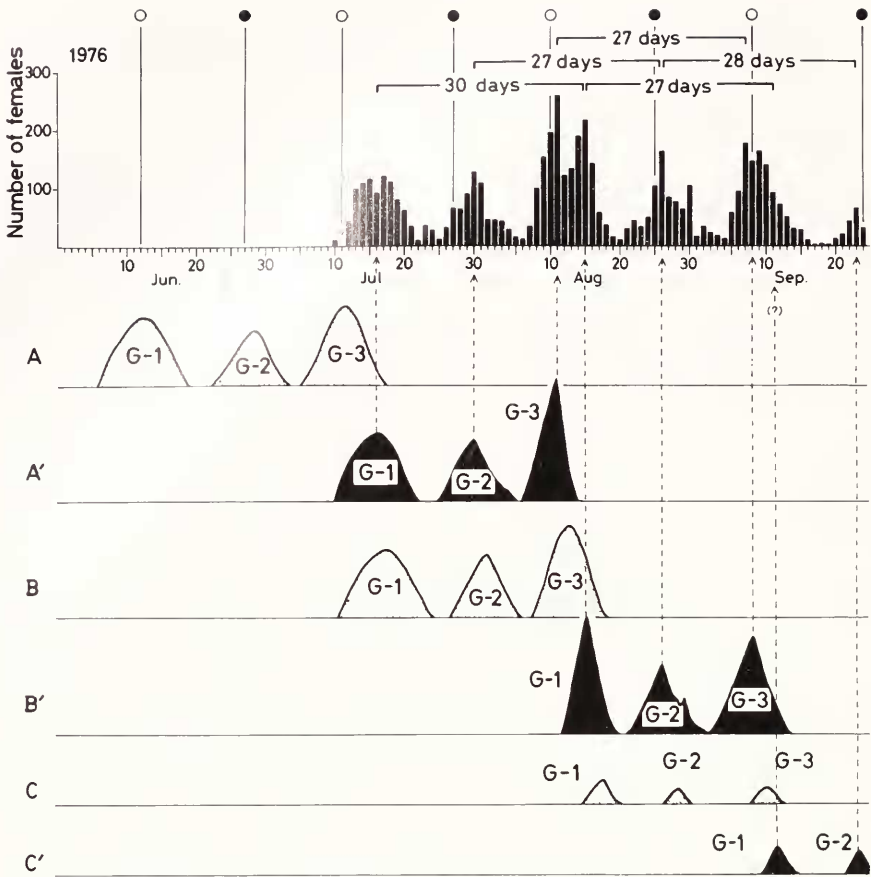 1976
27 days
27 days
28 days
30 days
27 days
Number of females
300
200
100
10
20
30
10
20
30
10
20
30
10
20
Jun.
Jul
Aug
Sep.
(?)
A
G-1
G-2
G-3
A′
G-1
G-2
G-3
B
G-1
G-2
G-3
B′
G-1
G-2
G-3
C
G-1
G-2
G-3
C′
G-1
G-2